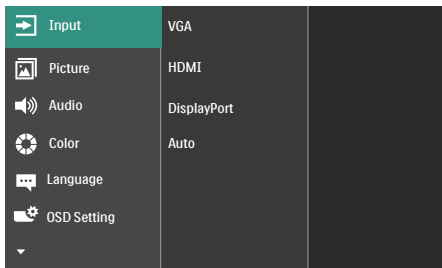 Input
Picture
Audio
Color
Language
OSD Setting
VGA
HDMI
DisplayPort
Auto